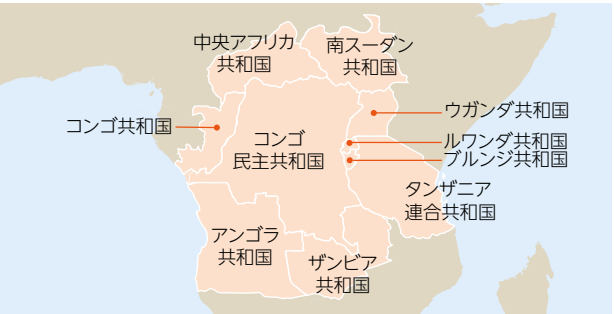 中央アフリカ
共和国
南スーダン
共和国
ウガンダ共和国
コンゴ共和国
コンゴ
民主共和国
ルワンダ共和国
ブルンジ共和国
タンザニア
連合共和国
アンゴラ
共和国
ザンビア
共和国